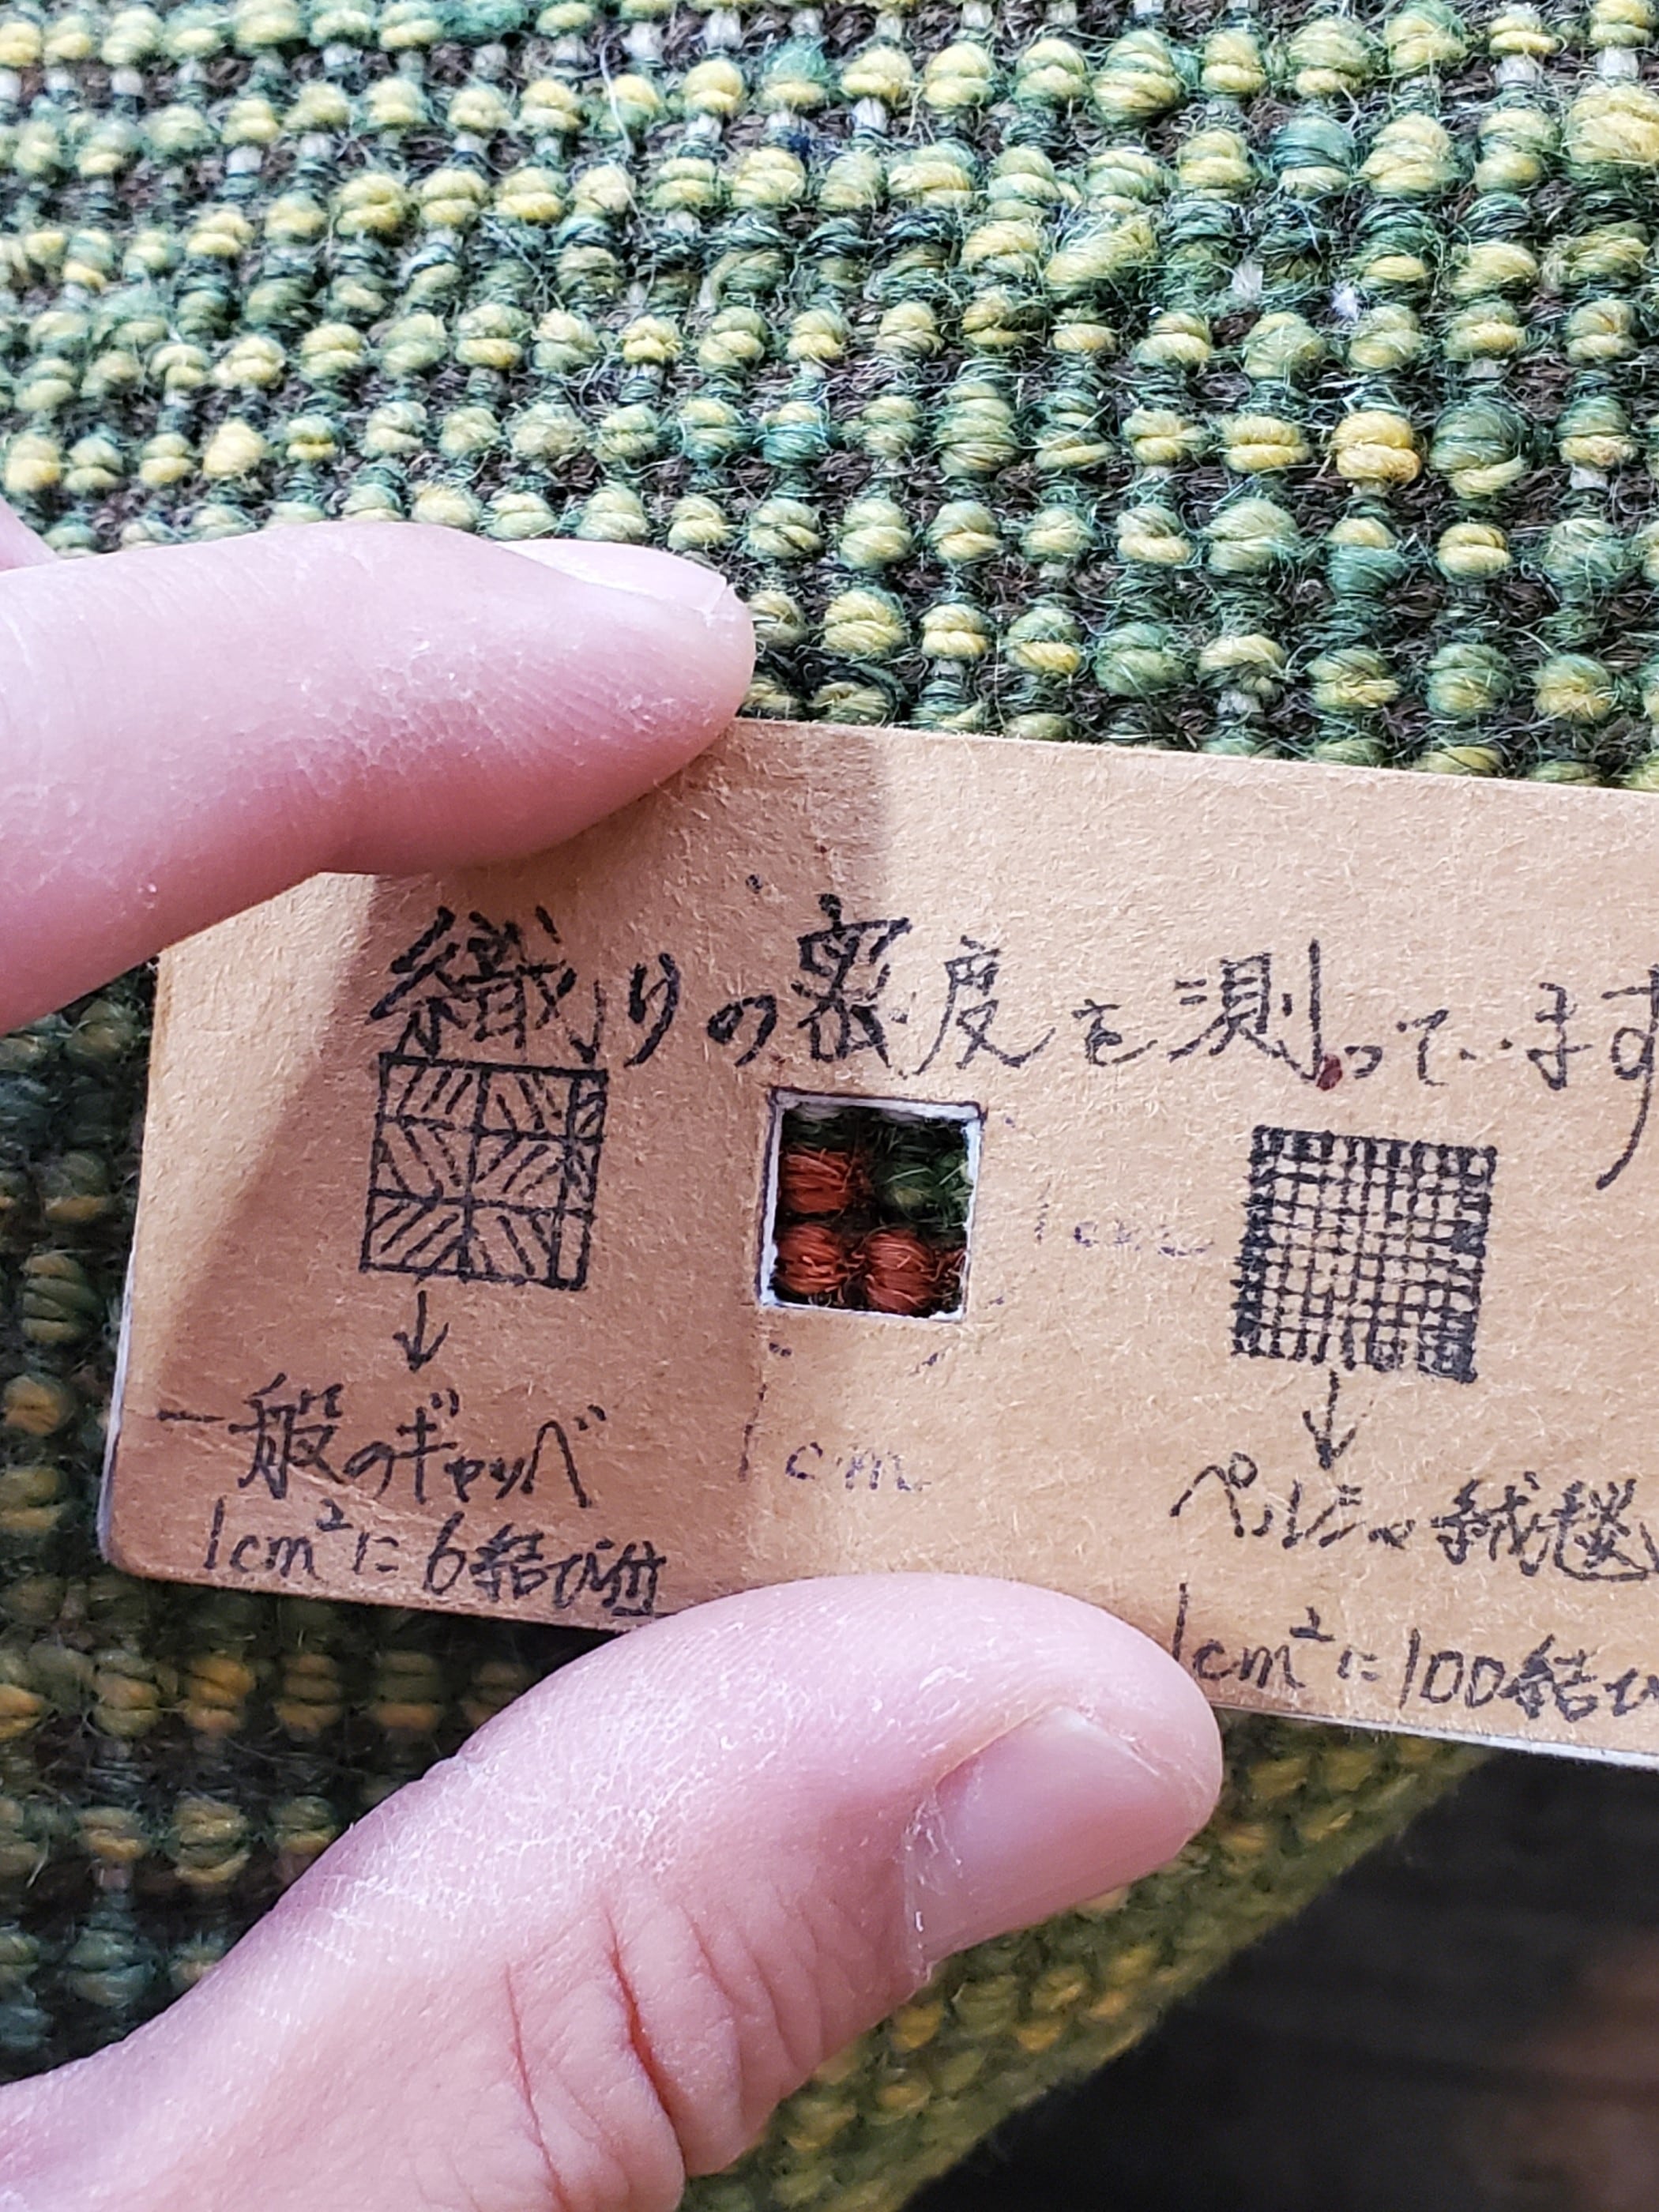 織りの密度を測っています
1cm
1cm
一般のギャッベ
1cm²に6結び位
ペルシャ絨毯
1cm²に100結び